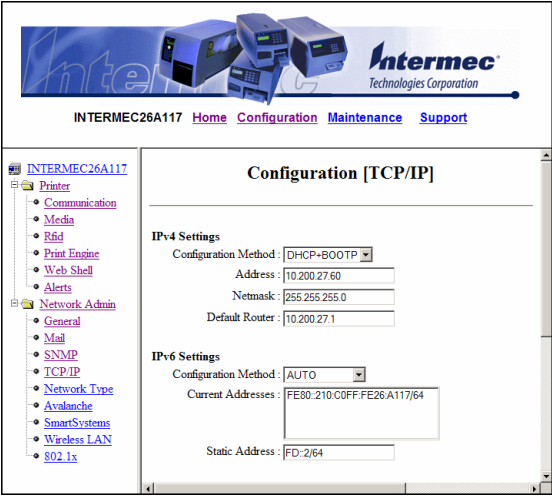 Intermec
Intermec®
Technologies Corporation
INTERMEC26A117 Home Configuration Maintenance Support
INTERMEC26A117
Printer
Communication
Media
Rfid
Print Engine
Web Shell
Alerts
Network Admin
General
Mail
SNMP
TCP/IP
Network Type
Avalanche
SmartSystems
Wireless LAN
802.1x
Configuration [TCP/IP]
IPv4 Settings
Configuration Method : DHCP+BOOTP
Address : 10.200.27.60
Netmask : 255.255.255.0
Default Router : 10.200.27.1
IPv6 Settings
Configuration Method : AUTO
Current Addresses : FE80::210:C0FF:FE26:A117/64
Static Address : FD::2/64